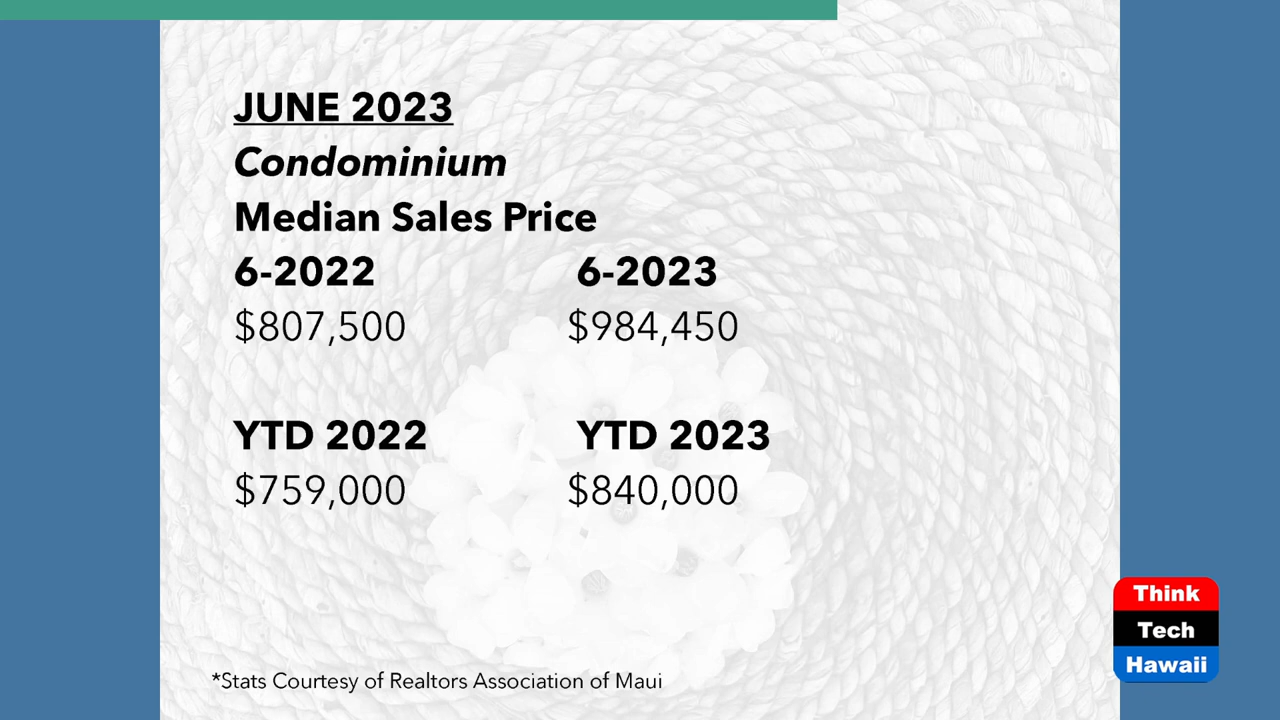 JUNE 2023
Condominium
Median Sales Price
6-2022 6-2023
$807,500 $984,450
YTD 2022 YTD 2023
$759,000 $840,000
*Stats Courtesy of Realtors Association of Maui
Think
Tech
Hawaii